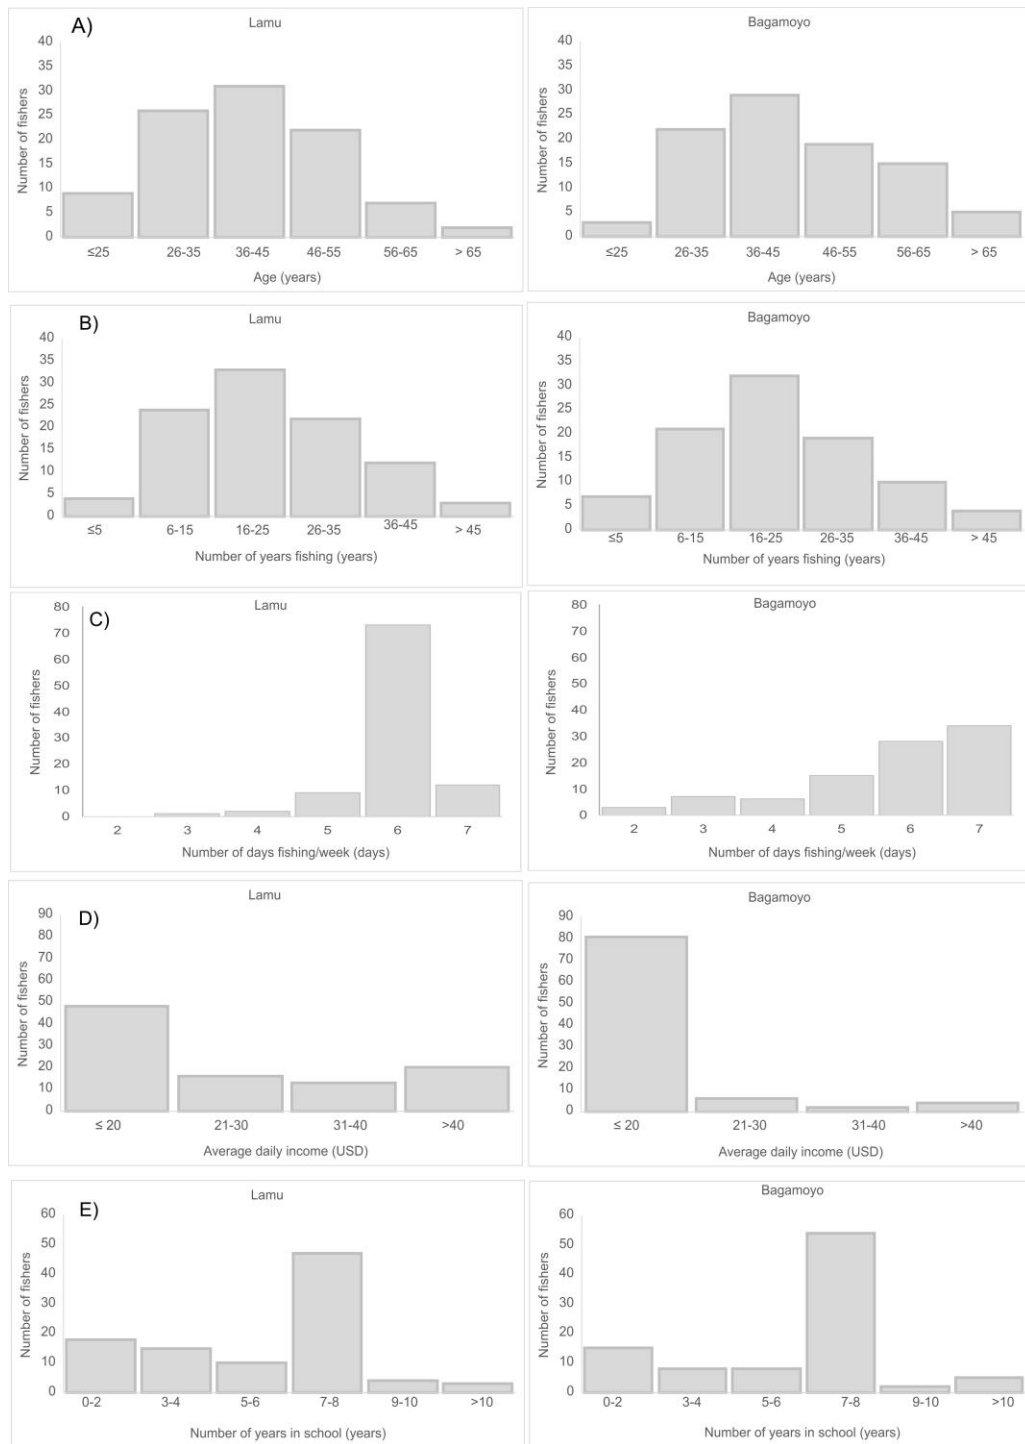 A)
Lamu
Number of fishers
40
35
30
25
20
15
10
5
0
≤25 26-35 36-45 46-55 56-65 > 65
Age (years)
Bagamoyo
Number of fishers
40
35
30
25
20
15
10
5
0
≤25 26-35 36-45 46-55 56-65 > 65
Age (years)
B)
Lamu
Number of fishers
40
35
30
25
20
15
10
5
0
≤5 6-15 16-25 26-35 36-45 > 45
Number of years fishing (years)
Bagamoyo
Number of fishers
40
35
30
25
20
15
10
5
0
≤5 6-15 16-25 26-35 36-45 > 45
Number of years fishing (years)
C)
Lamu
Number of fishers
80
70
60
50
40
30
20
10
0
2 3 4 5 6 7
Number of days fishing/week (days)
Bagamoyo
Number of fishers
80
70
60
50
40
30
20
10
0
2 3 4 5 6 7
Number of days fishing/week (days)
D)
Lamu
Number of fishers
90
80
70
60
50
40
30
20
10
0
≤ 20 21-30 31-40 >40
Average daily income (USD)
Bagamoyo
Number of fishers
90
80
70
60
50
40
30
20
10
0
≤ 20 21-30 31-40 >40
Average daily income (USD)
E)
Lamu
Number of fishers
60
50
40
30
20
10
0
0-2 3-4 5-6 7-8 9-10 >10
Number of years in school (years)
Bagamoyo
Number of fishers
60
50
40
30
20
10
0
0-2 3-4 5-6 7-8 9-10 >10
Number of years in school (years)